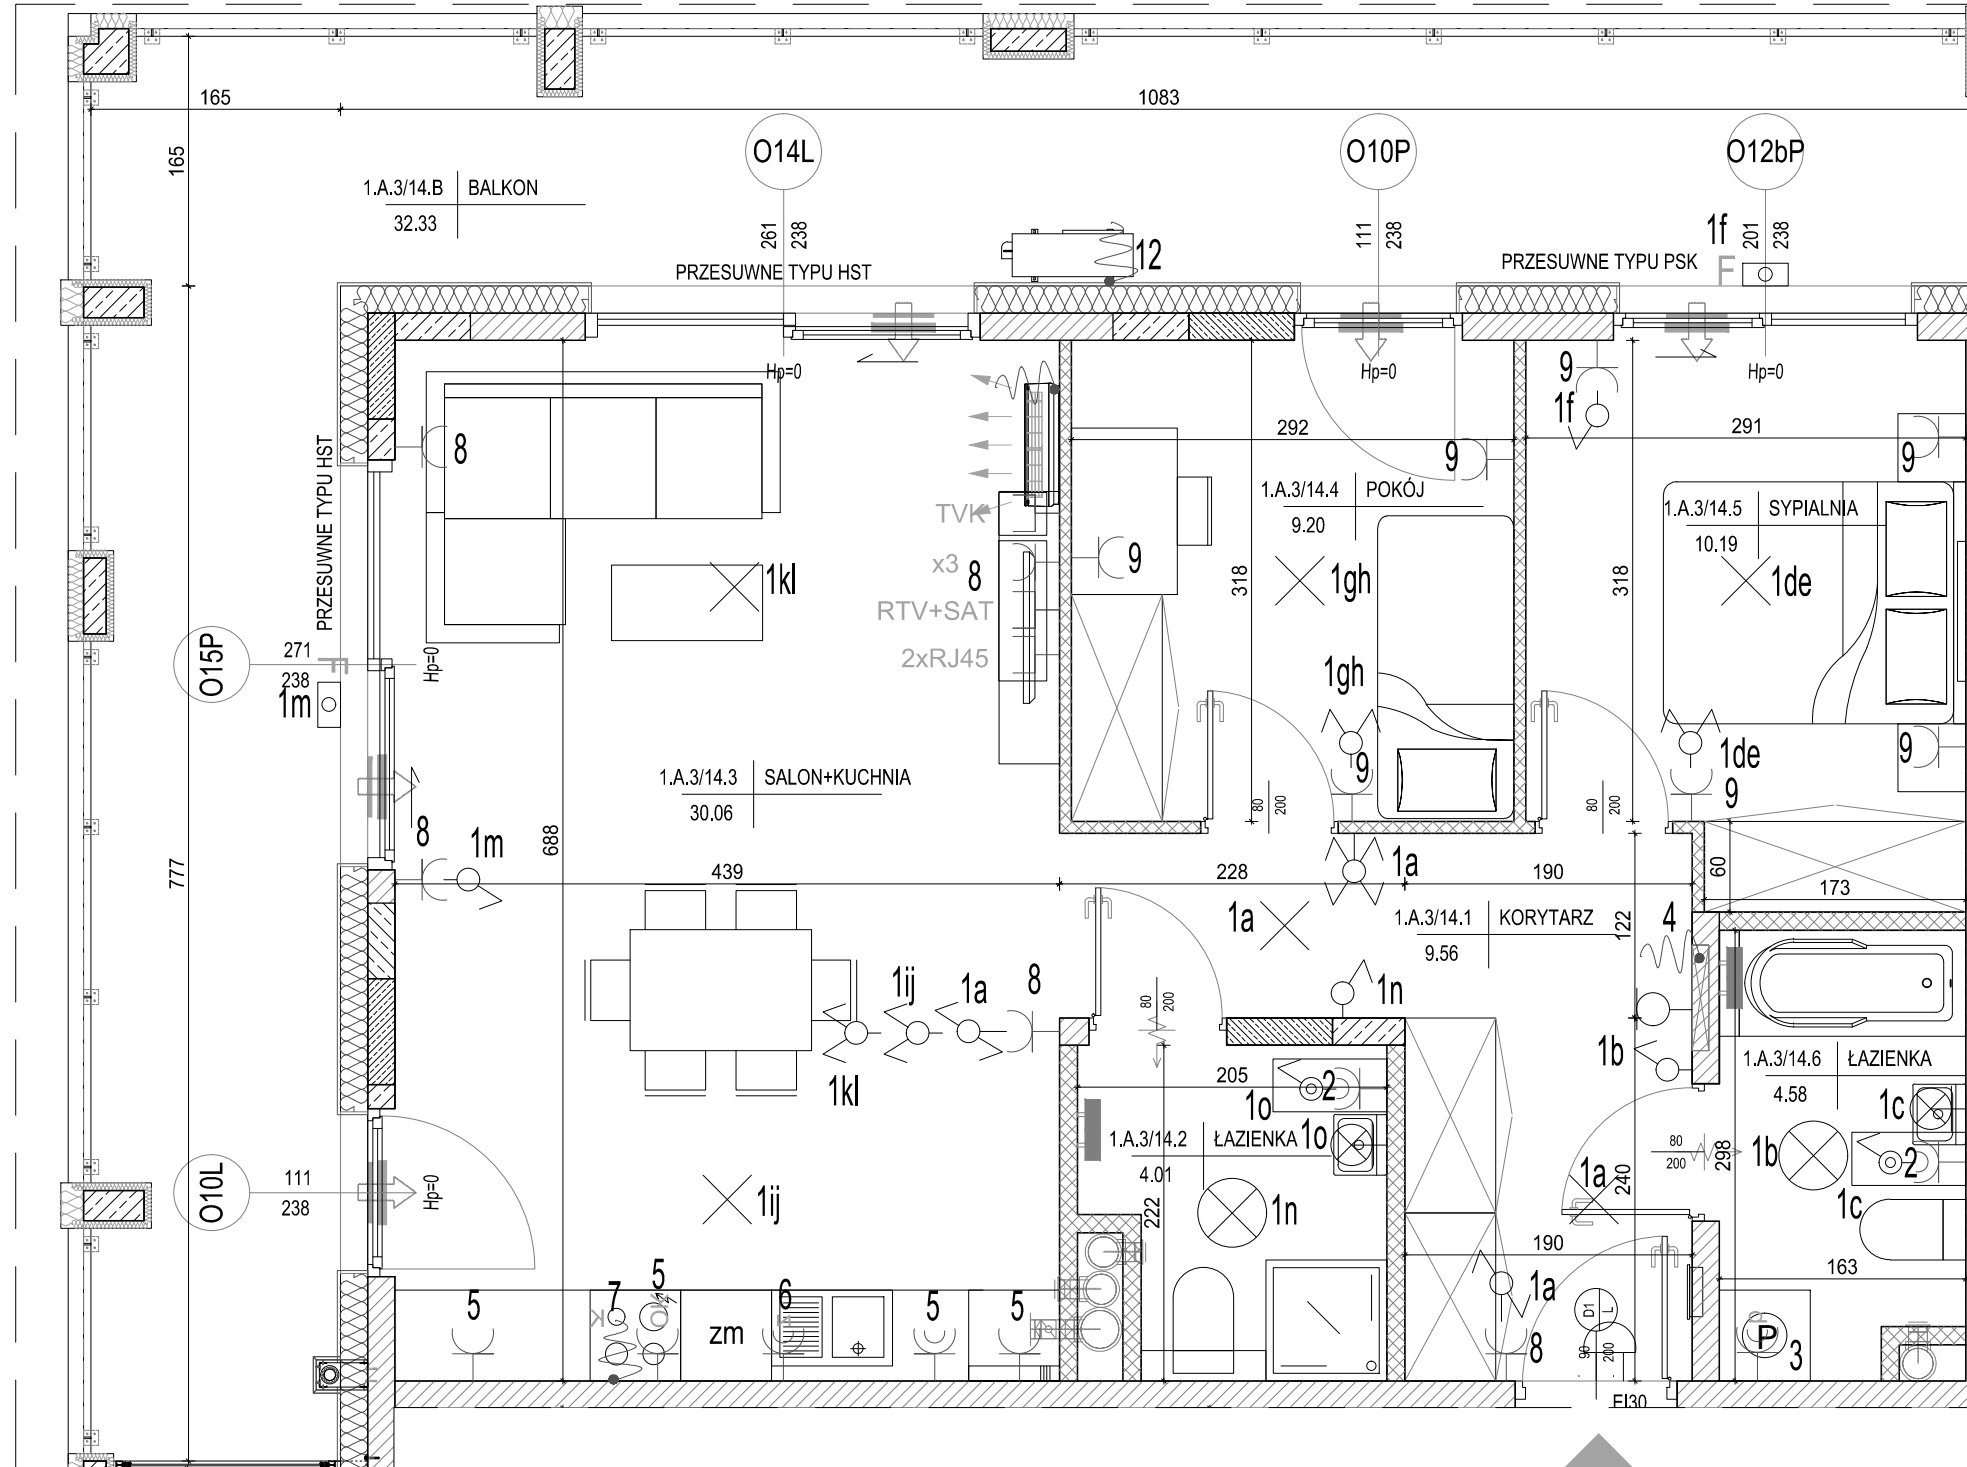 165
1083
165
O14L
O10P
O12bP
1.A.3/14.B BALKON
32.33
261
238
111
238
1f
201
238
F
12
PRZESUWNE TYPU HST
PRZESUWNE TYPU PSK
Hp=0
Hp=0
Hp=0
9
1f
292
291
PRZESUWNE TYPU HST
8
9
9
1.A.3/14.4 POKÓJ
9.20
1.A.3/14.5 SYPIALNIA
10.19
TVK
x3
8
9
RTV+SAT
2xRJ45
1kl
318
1gh
318
1de
O15P
271
238
F
1m
Hp=0
1gh
9
1de
9
9
1.A.3/14.3 SALON+KUCHNIA
30.06
80
200
80
200
777
688
8
1m
439
228
1a
190
60
173
1a
1.A.3/14.1 KORYTARZ
9.56
122
4
1ij
1a
8
1kl
80
200
1n
1b
205
2
1o
1o
1.A.3/14.6 ŁAZIENKA
4.58
1c
1.A.3/14.2 ŁAZIENKA
4.01
222
1n
O10L
111
238
Hp=0
1ij
1a
240
80
200
298
1b
2
1c
190
163
5
7
5
6
5
5
K
zm
1a
8
D1
L
90
200
P
3
EI30